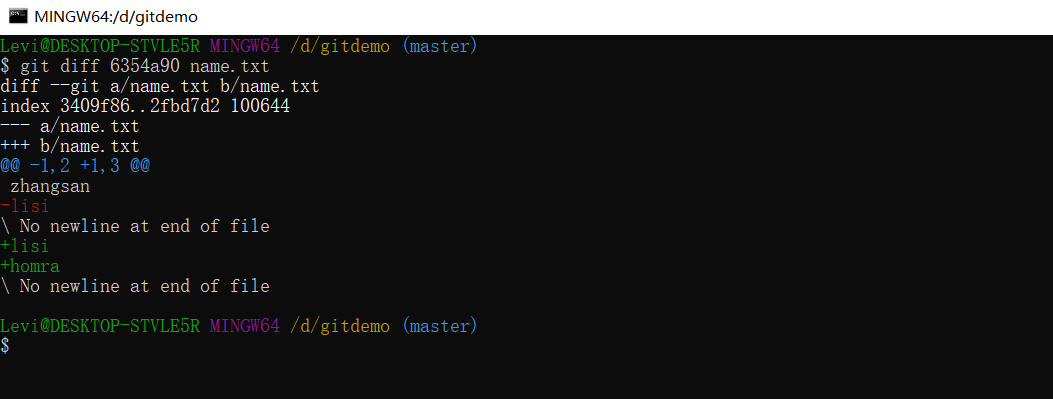 MINGW64:/d/gitdemo
Levi@DESKTOP-STVLE5R MINGW64 /d/gitdemo (master)
$ git diff 6354a90 name.txt
diff --git a/name.txt b/name.txt
index 3409f86..2fbd7d2 100644
--- a/name.txt
+++ b/name.txt
@@ -1,2 +1,3 @@
 zhangsan
-lisi
\ No newline at end of file
+lisi
+homra
\ No newline at end of file
Levi@DESKTOP-STVLE5R MINGW64 /d/gitdemo (master)
$